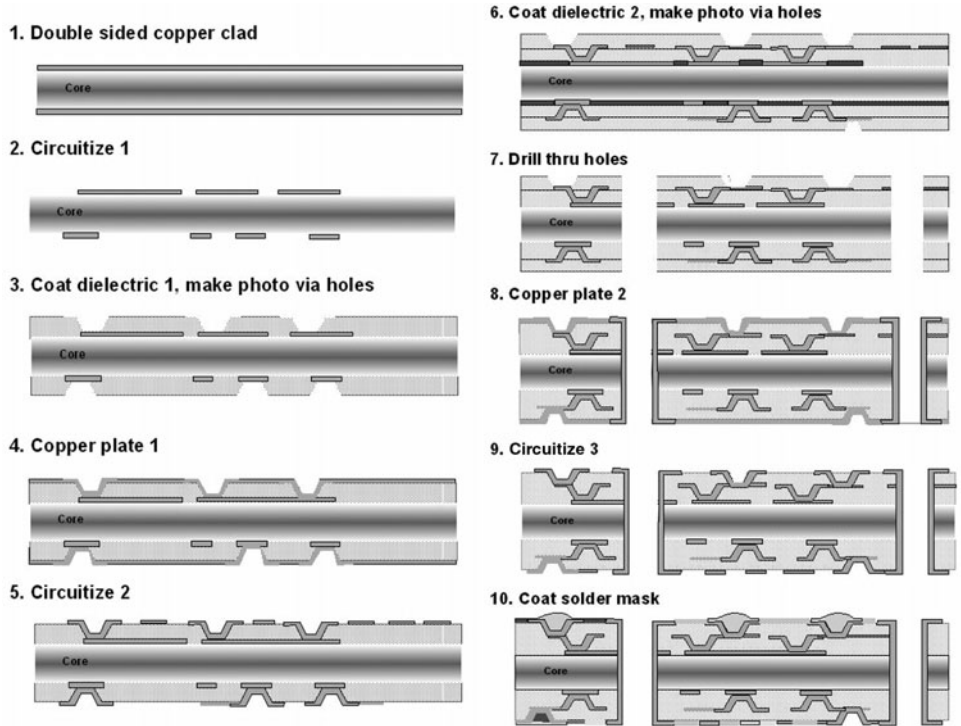 1. Double sided copper clad
Core
2. Circuitize 1
Core
3. Coat dielectric 1, make photo via holes
Core
4. Copper plate 1
Core
5. Circuitize 2
Core
6. Coat dielectric 2, make photo via holes
Core
7. Drill thru holes
Core
8. Copper plate 2
Core
9. Circuitize 3
Core
10. Coat solder mask
Core